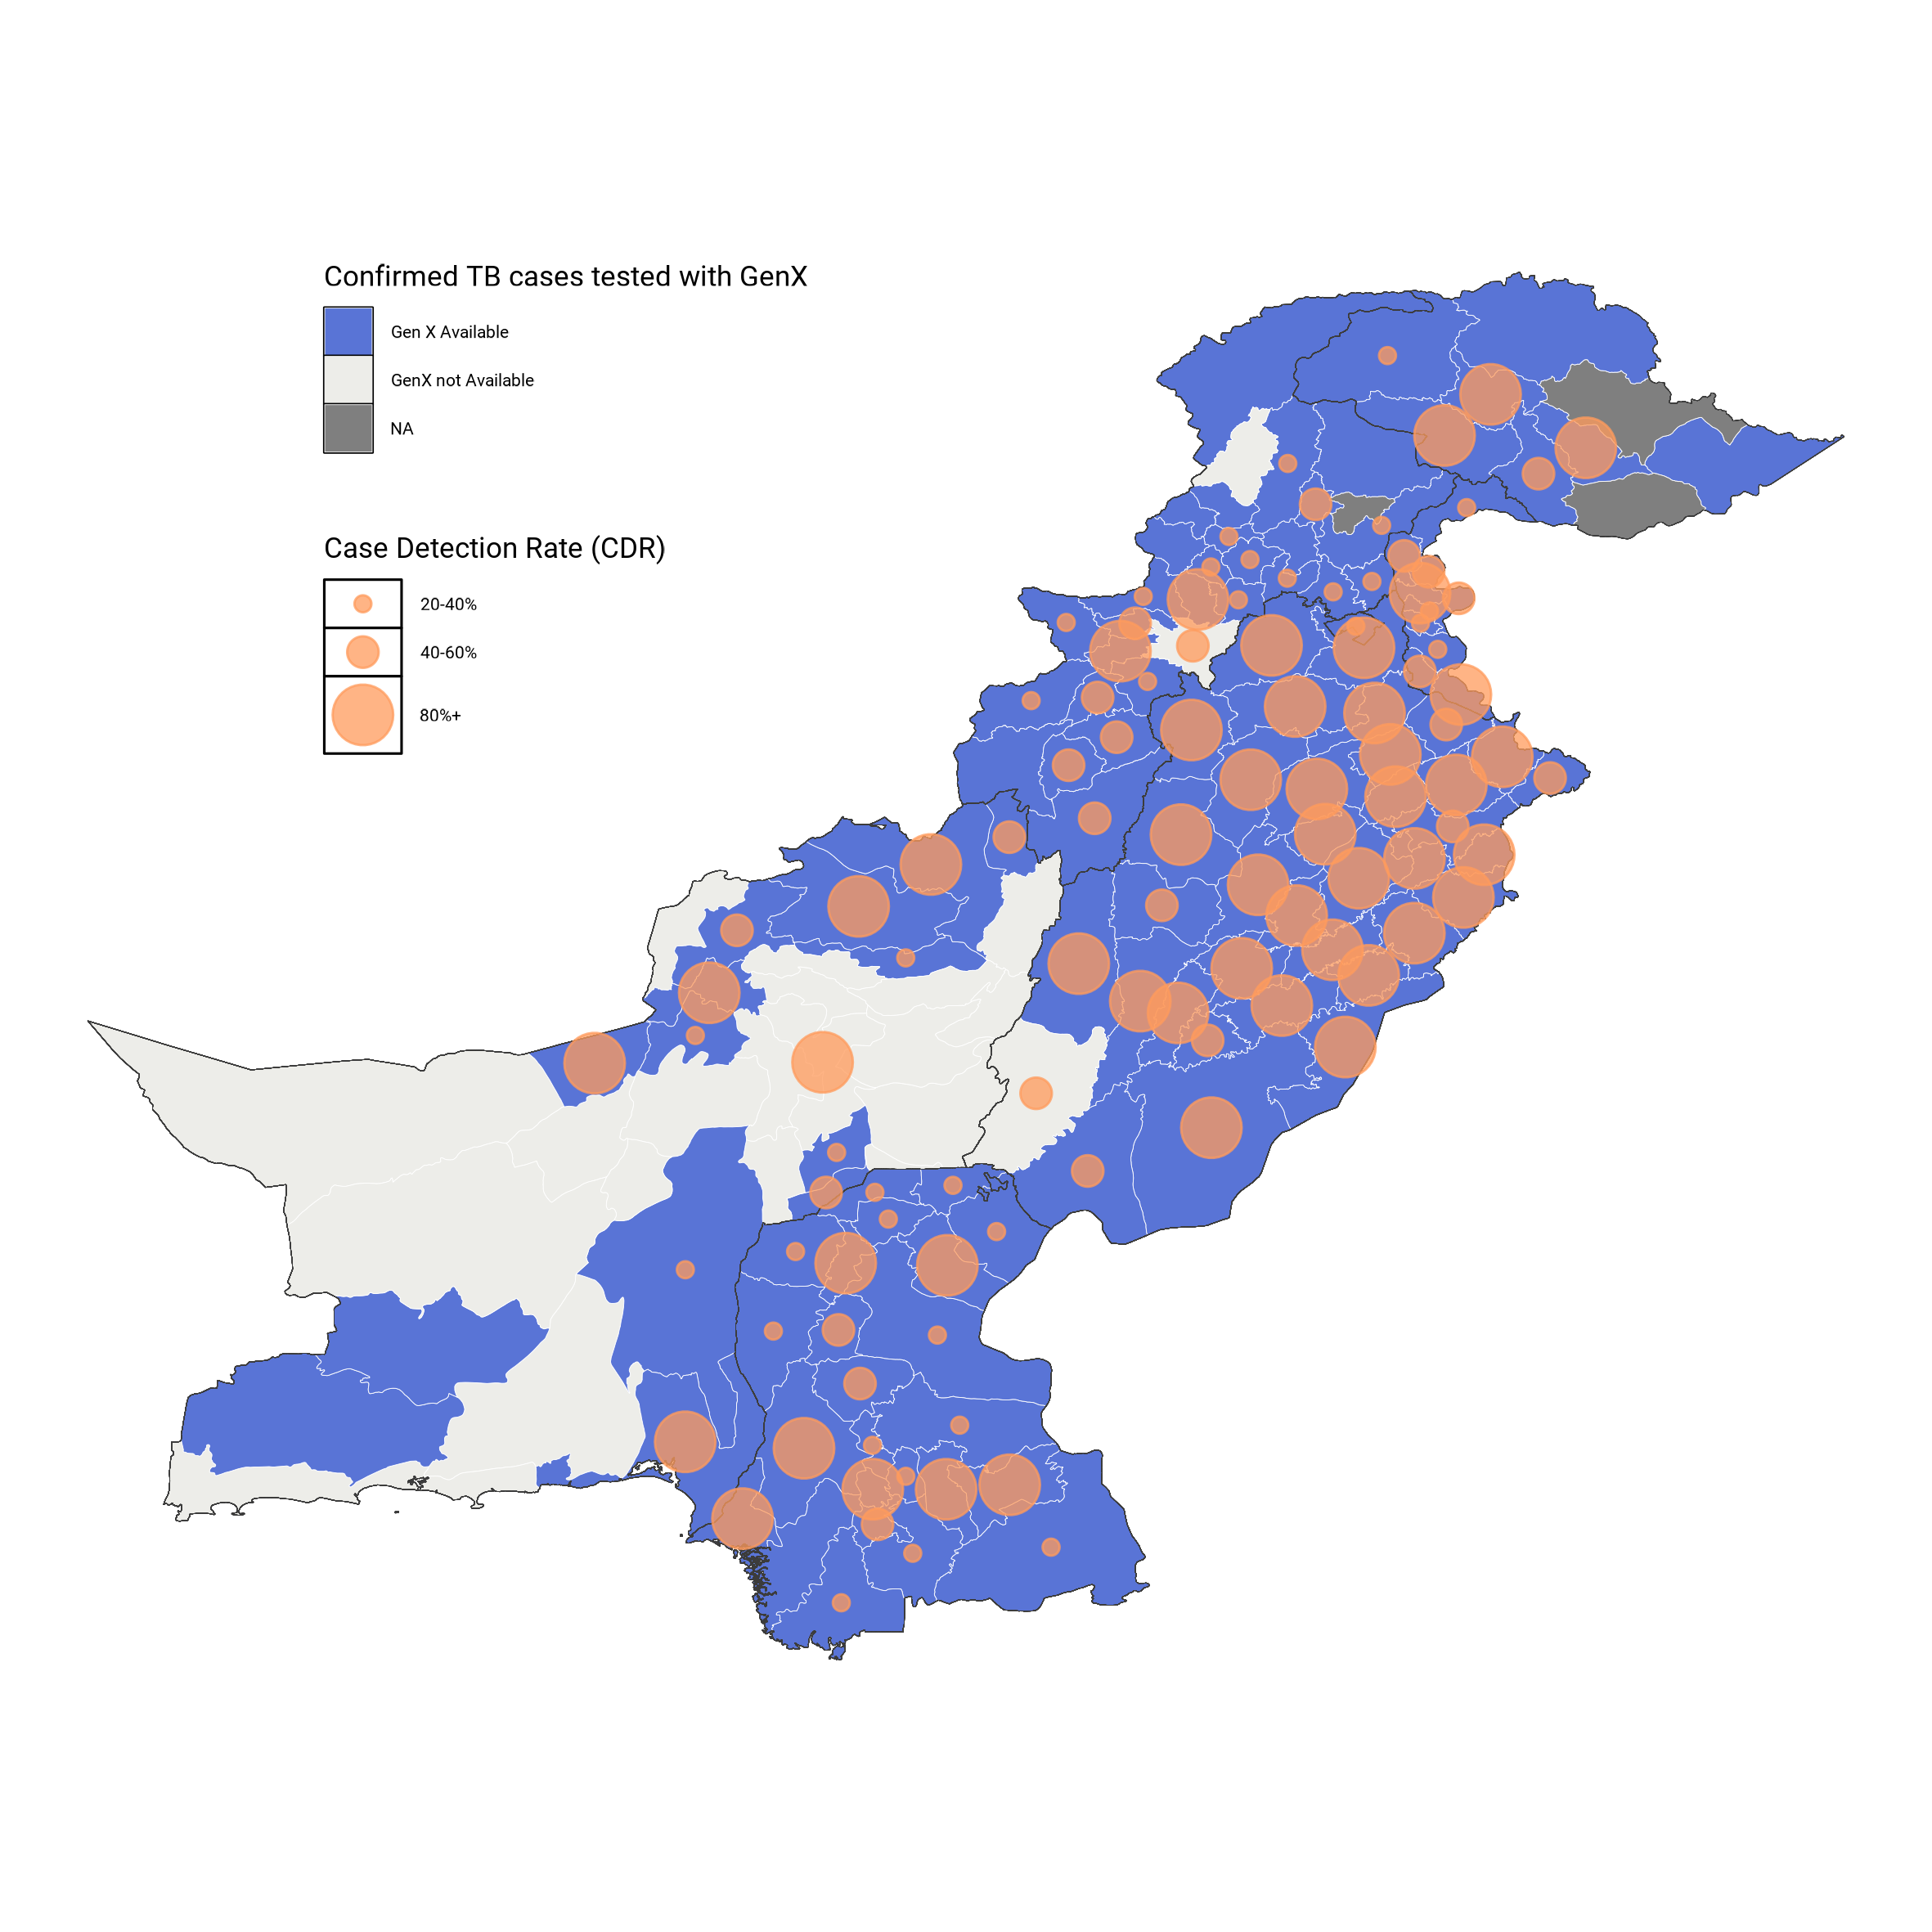 Confirmed TB cases tested with GenX
Gen X Available
GenX not Available
NA
Case Detection Rate (CDR)
20-40%
40-60%
80%+